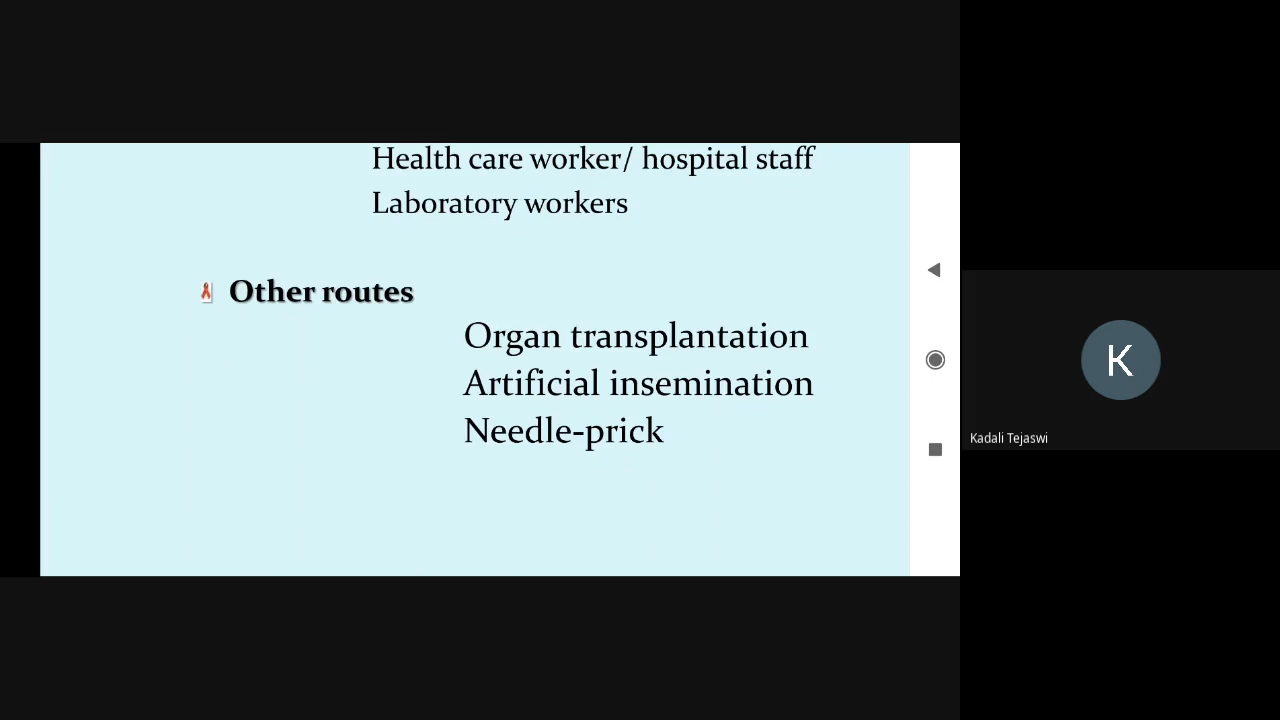 Health care worker/ hospital staff
Laboratory workers
Other routes
Organ transplantation
Artificial insemination
Needle-prick
K
Kadali Tejaswi